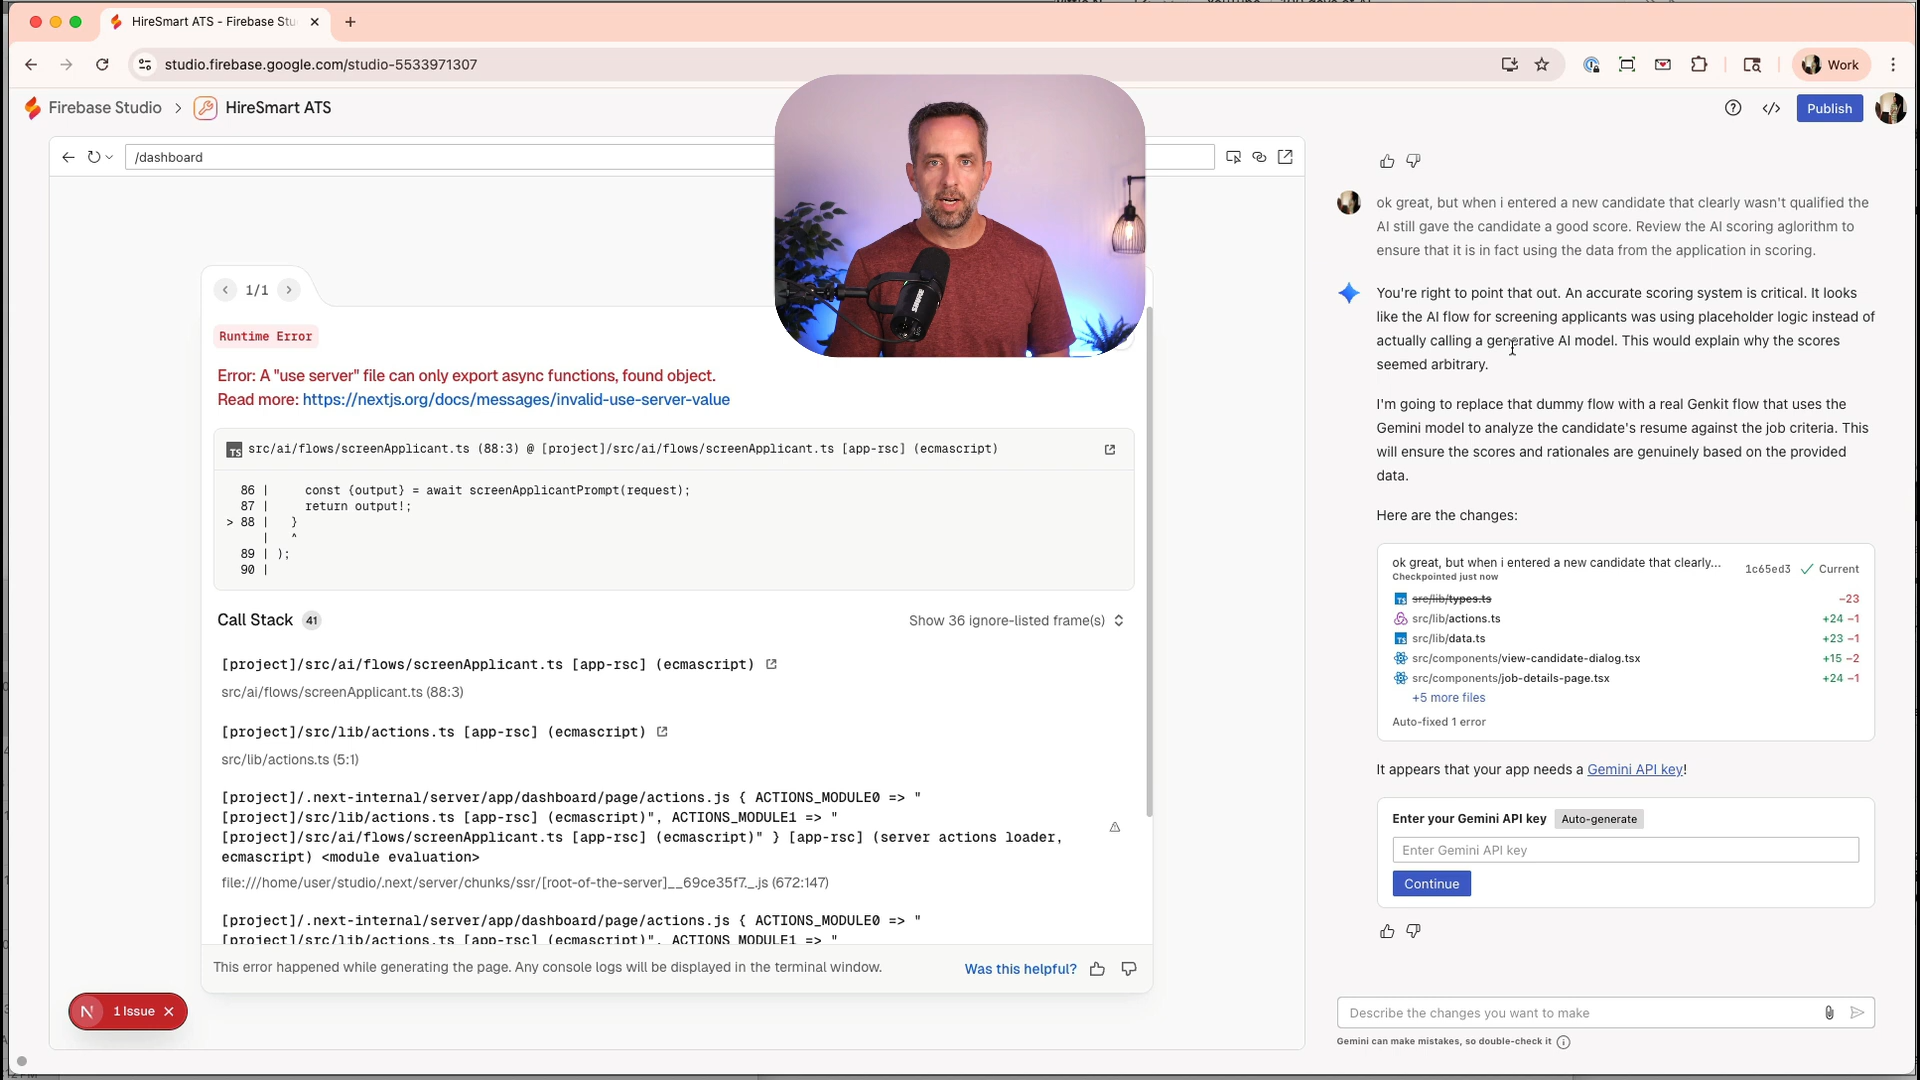 HireSmart ATS - Firebase Stu
studio.firebase.google.com/studio-5533971307
Work
Firebase Studio
HireSmart ATS
Publish
/dashboard
1/1
Runtime Error
Error: A "use server" file can only export async functions, found object.
Read more: https://nextjs.org/docs/messages/invalid-use-server-value
TS src/ai/flows/screenApplicant.ts (88:3) @ [project]/src/ai/flows/screenApplicant.ts [app-rsc] (ecmascript)
86 | const {output} = await screenApplicantPrompt(request);
87 | return output!;
> 88 | }
| ^
89 | );
90 |
Call Stack 41
Show 36 ignore-listed frame(s)
[project]/src/ai/flows/screenApplicant.ts [app-rsc] (ecmascript)
src/ai/flows/screenApplicant.ts (88:3)
[project]/src/lib/actions.ts [app-rsc] (ecmascript)
src/lib/actions.ts (5:1)
[project]/.next-internal/server/app/dashboard/page/actions.js { ACTIONS_MODULE0 => "
[project]/src/lib/actions.ts [app-rsc] (ecmascript)", ACTIONS_MODULE1 => "
[project]/src/ai/flows/screenApplicant.ts [app-rsc] (ecmascript)" } [app-rsc] (server actions loader,
ecmascript) <module evaluation>
file:///home/user/studio/.next/server/chunks/ssr/[root-of-the-server]__69ce35f7._.js (672:147)
[project]/.next-internal/server/app/dashboard/page/actions.js { ACTIONS_MODULE0 => "
[project]/src/lib/actions.ts [app-rsc] (ecmascript)", ACTIONS_MODULE1 => "
This error happened while generating the page. Any console logs will be displayed in the terminal window.
Was this helpful?
N 1 Issue
ok great, but when i entered a new candidate that clearly wasn't qualified the
AI still gave the candidate a good score. Review the AI scoring aglorithm to
ensure that it is in fact using the data from the application in scoring.
You're right to point that out. An accurate scoring system is critical. It looks
like the AI flow for screening applicants was using placeholder logic instead of
actually calling a generative AI model. This would explain why the scores
seemed arbitrary.
I'm going to replace that dummy flow with a real Genkit flow that uses the
Gemini model to analyze the candidate's resume against the job criteria. This
will ensure the scores and rationales are genuinely based on the provided
data.
Here are the changes:
ok great, but when i entered a new candidate that clearly...
1c65ed3 Current
Checkpointed just now
TS src/lib/types.ts -23
src/lib/actions.ts +24 -1
TS src/lib/data.ts +23 -1
src/components/view-candidate-dialog.tsx +15 -2
src/components/job-details-page.tsx +24 -1
+5 more files
Auto-fixed 1 error
It appears that your app needs a Gemini API key!
Enter your Gemini API key Auto-generate
Enter Gemini API key
Continue
Describe the changes you want to make
Gemini can make mistakes, so double-check it